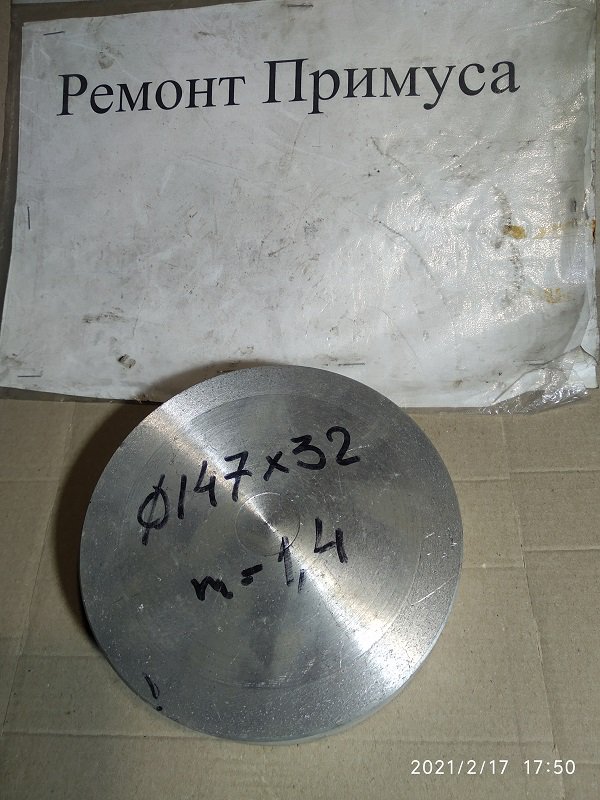 Ремонт Примуса
ø147x32
m=1,4
!
2021/2/17 17:50